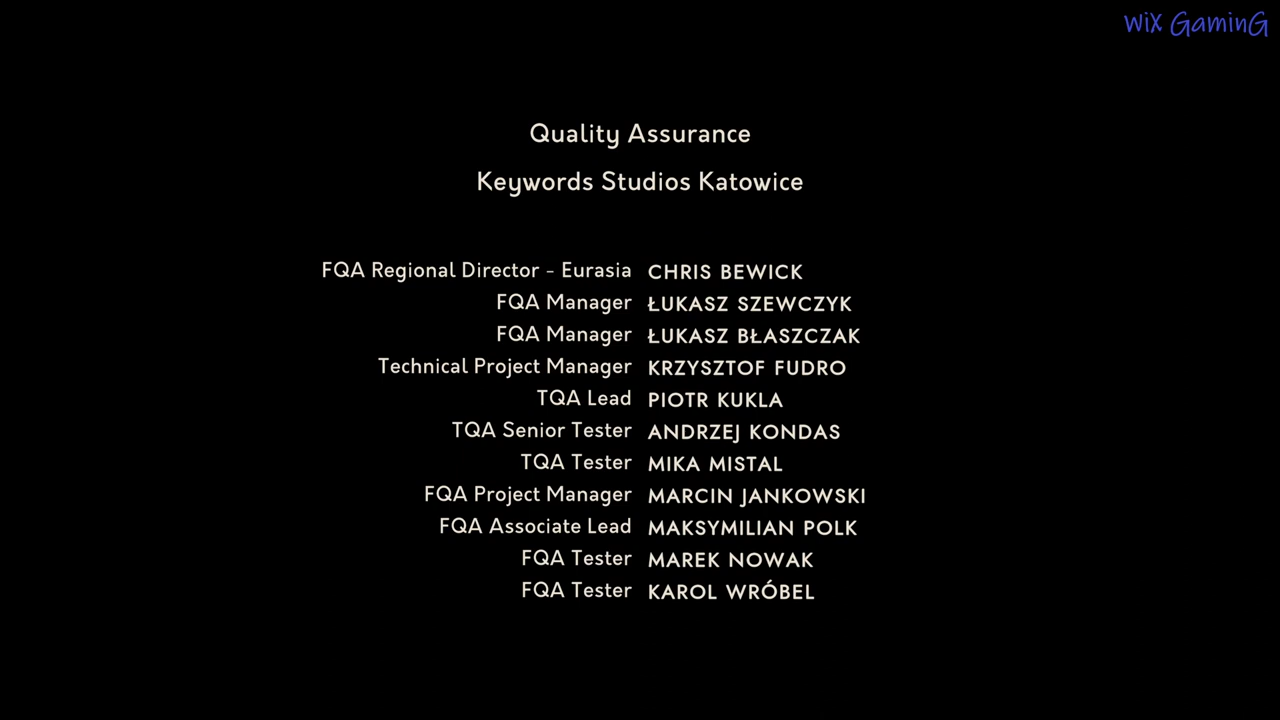 WiX GaminG
Quality Assurance
Keywords Studios Katowice
FQA Regional Director - Eurasia CHRIS BEWICK
FQA Manager ŁUKASZ SZEWCZYK
FQA Manager ŁUKASZ BŁASZCZAK
Technical Project Manager KRZYSZTOF FUDRO
TQA Lead PIOTR KUKLA
TQA Senior Tester ANDRZEJ KONDAS
TQA Tester MIKA MISTAL
FQA Project Manager MARCIN JANKOWSKI
FQA Associate Lead MAKSYMILIAN POLK
FQA Tester MAREK NOWAK
FQA Tester KAROL WRÓBEL